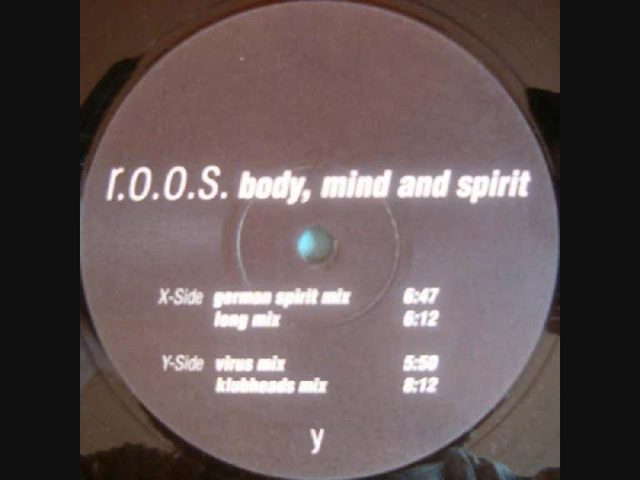 r.o.o.s. body, mind and spirit
X-Side german spirit mix 6:47
long mix 6:12
Y-Side virus mix 5:50
klubheads mix 8:12
y